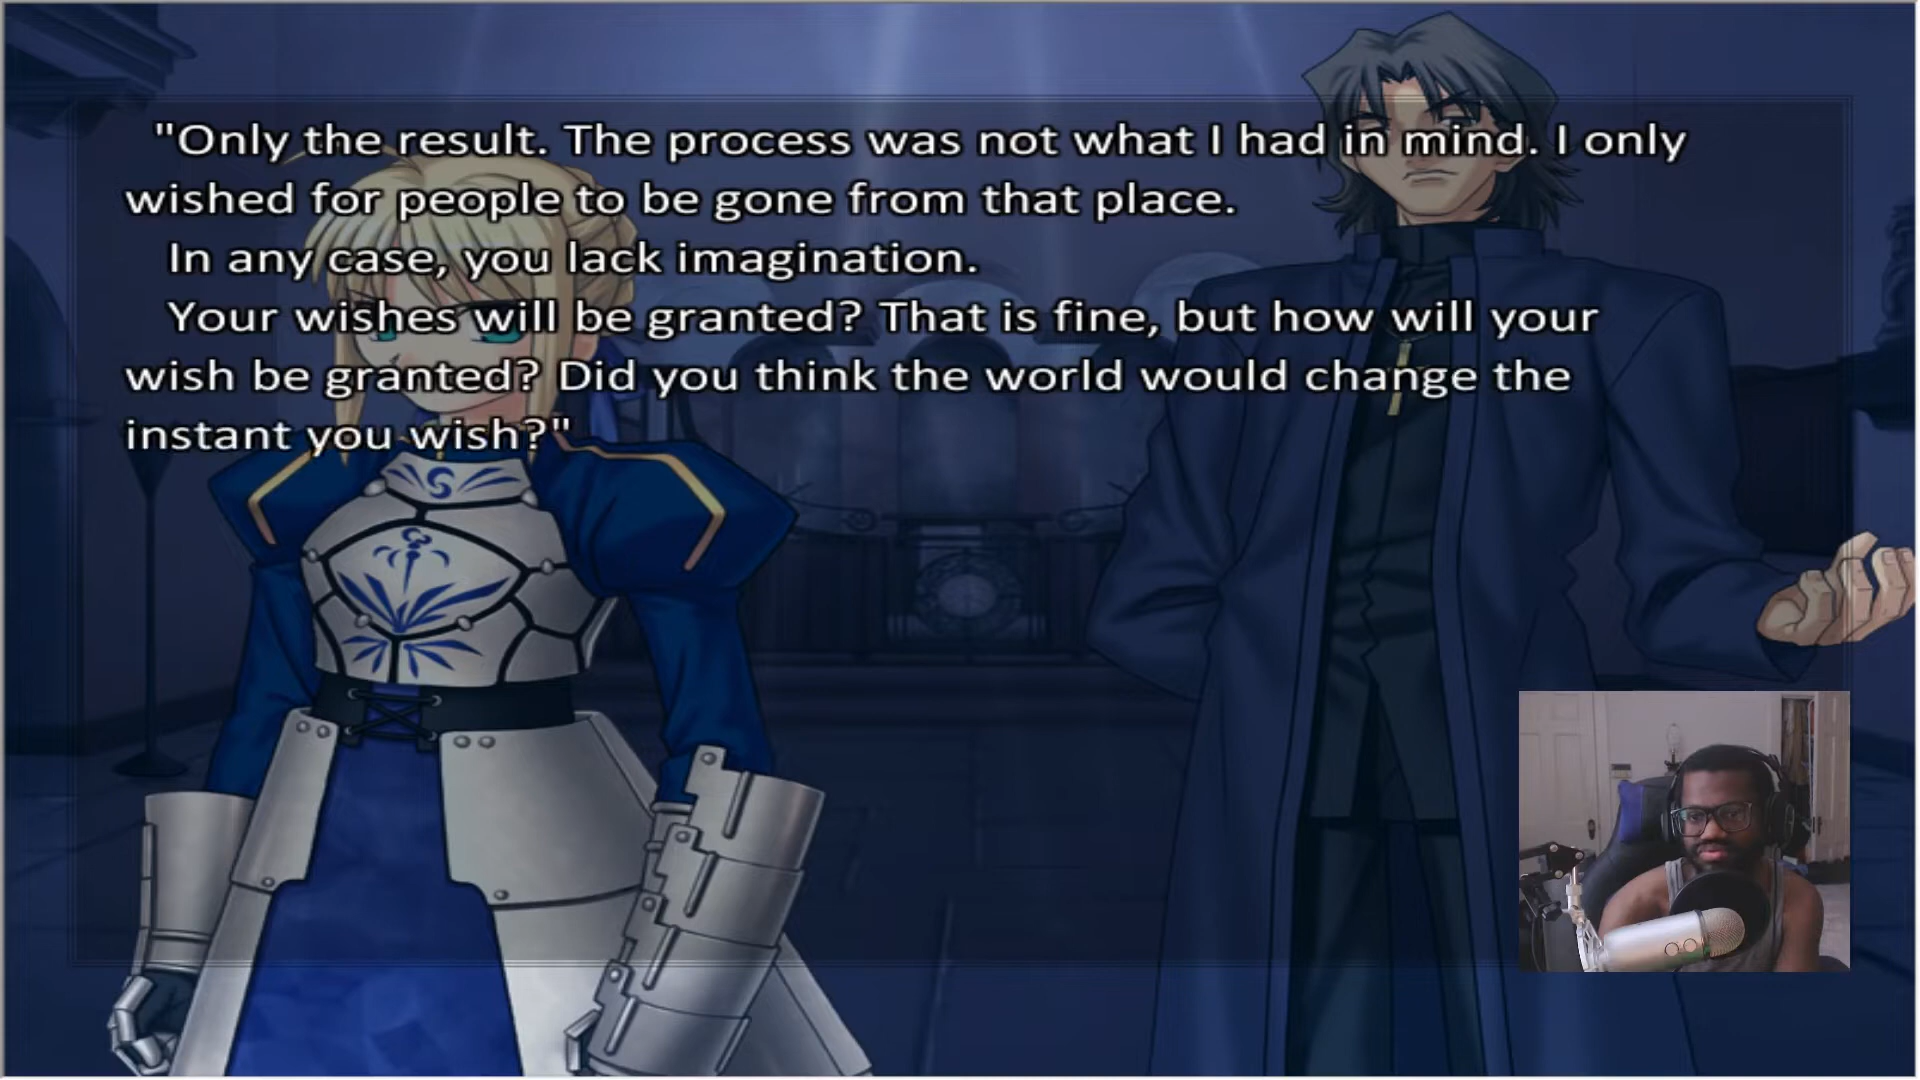 "Only the result. The process was not what I had in mind. I only
wished for people to be gone from that place.
In any case, you lack imagination.
Your wishes will be granted? That is fine, but how will your
wish be granted? Did you think the world would change the
instant you wish?"